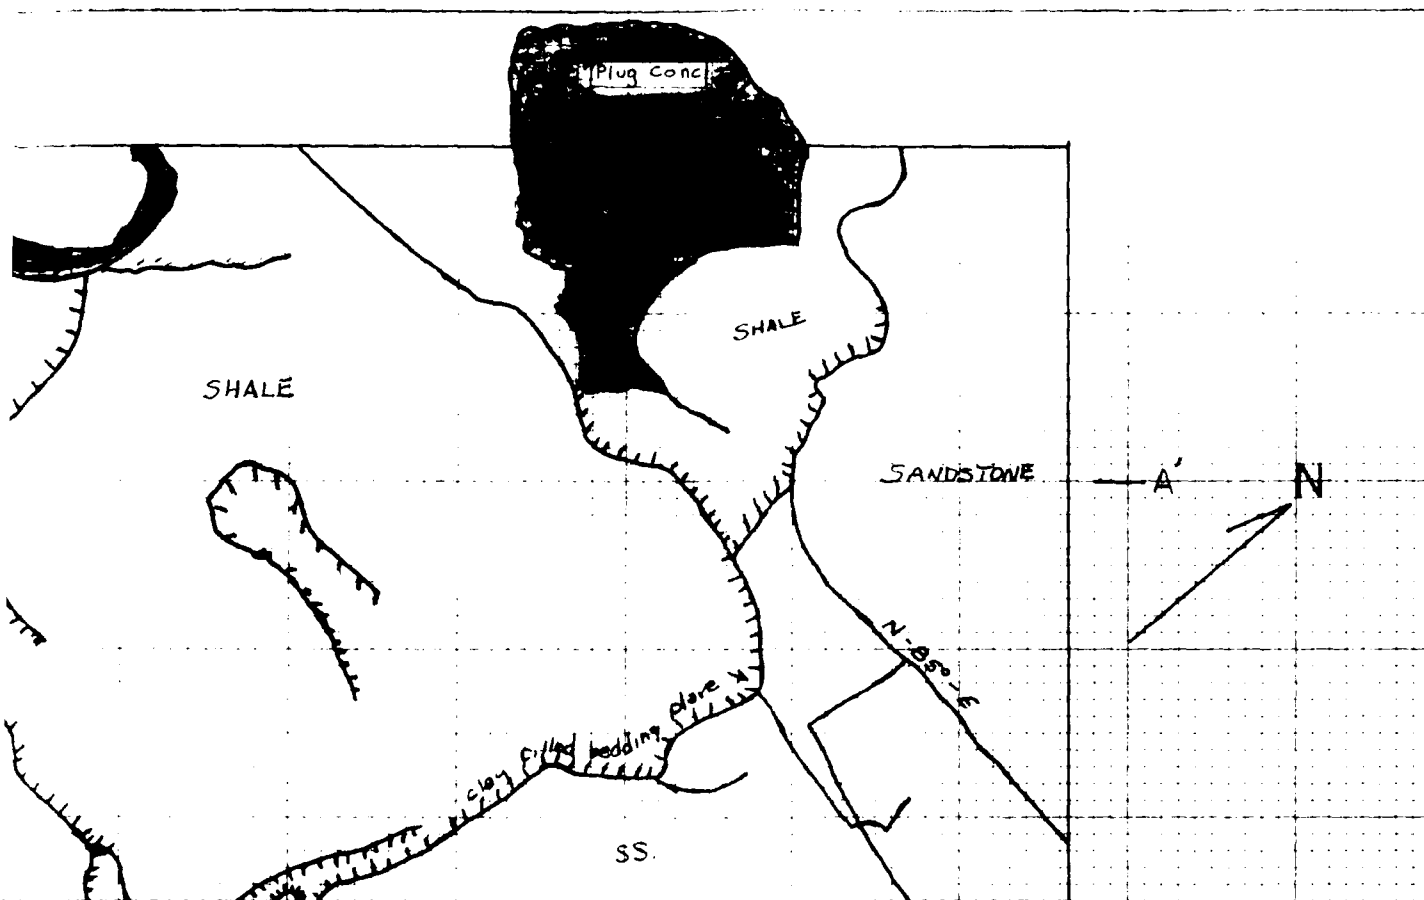 Plug Conc
SHALE
SHALE
SANDSTONE
A'
N
N-85°-E
clay filled bedding plane
SS.